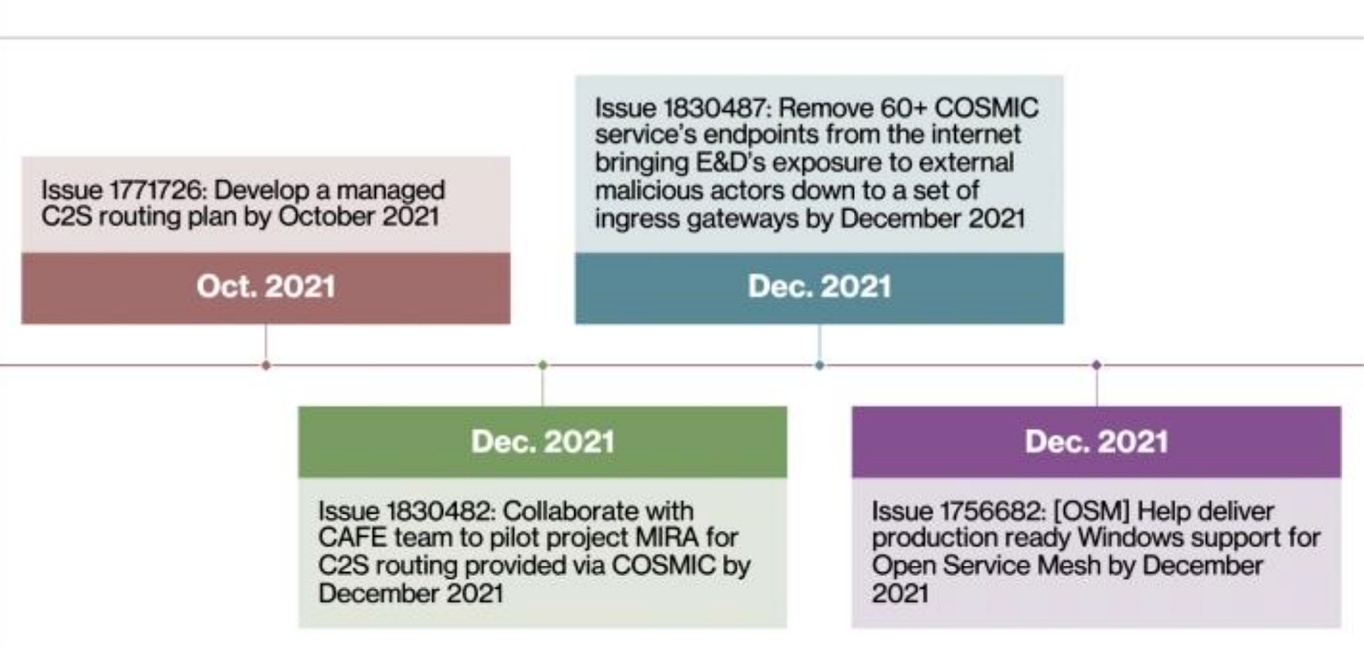 Issue 1771726: Develop a managed
C2S routing plan by October 2021
Oct. 2021
Issue 1830487: Remove 60+ COSMIC
service's endpoints from the internet
bringing E&D's exposure to external
malicious actors down to a set of
ingress gateways by December 2021
Dec. 2021
Dec. 2021
Issue 1830482: Collaborate with
CAFE team to pilot project MIRA for
C2S routing provided via COSMIC by
December 2021
Dec. 2021
Issue 1756682: [OSM] Help deliver
production ready Windows support for
Open Service Mesh by December
2021